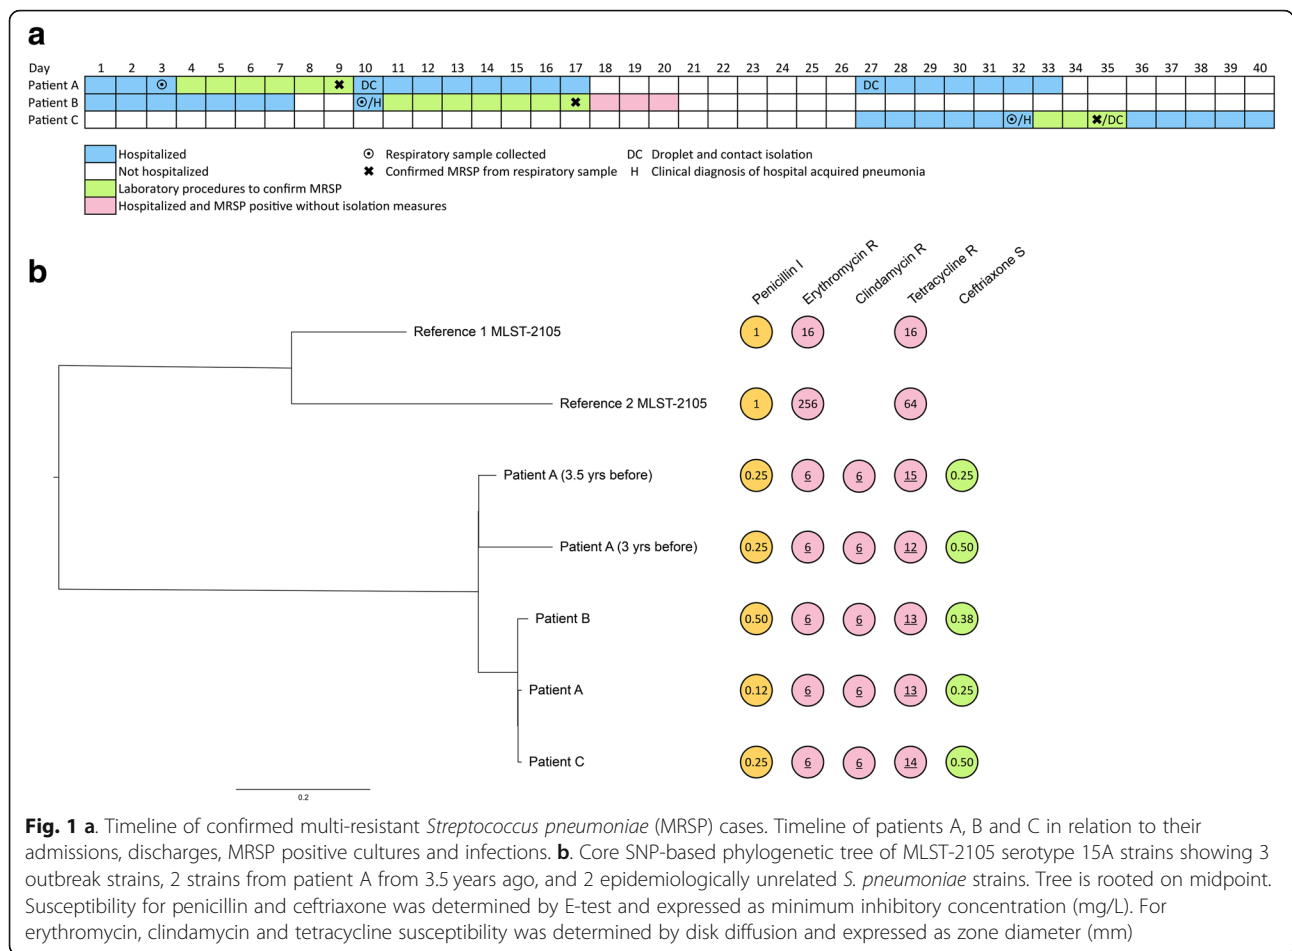 a
Day 1 2 3 4 5 6 7 8 9 10 11 12 13 14 15 16 17 18 19 20 21 22 23 24 25 26 27 28 29 30 31 32 33 34 35 36 37 38 39 40
Patient A ☉ ✖ DC DC
Patient B ☉/H ✖
Patient C ☉/H ✖/DC
Hospitalized ☉ Respiratory sample collected DC Droplet and contact isolation
Not hospitalized ✖ Confirmed MRSP from respiratory sample H Clinical diagnosis of hospital acquired pneumonia
Laboratory procedures to confirm MRSP
Hospitalized and MRSP positive without isolation measures
b
Penicillin I Erythromycin R Clindamycin R Tetracycline R Ceftriaxone S
Reference 1 MLST-2105 1 16 16
Reference 2 MLST-2105 1 256 64
Patient A (3.5 yrs before) 0.25 6 6 15 0.25
Patient A (3 yrs before) 0.25 6 6 12 0.50
Patient B 0.50 6 6 13 0.38
Patient A 0.12 6 6 13 0.25
Patient C 0.25 6 6 14 0.50
0.2
Fig. 1 a. Timeline of confirmed multi-resistant Streptococcus pneumoniae (MRSP) cases. Timeline of patients A, B and C in relation to their
admissions, discharges, MRSP positive cultures and infections. b. Core SNP-based phylogenetic tree of MLST-2105 serotype 15A strains showing 3
outbreak strains, 2 strains from patient A from 3.5 years ago, and 2 epidemiologically unrelated S. pneumoniae strains. Tree is rooted on midpoint.
Susceptibility for penicillin and ceftriaxone was determined by E-test and expressed as minimum inhibitory concentration (mg/L). For
erythromycin, clindamycin and tetracycline susceptibility was determined by disk diffusion and expressed as zone diameter (mm)